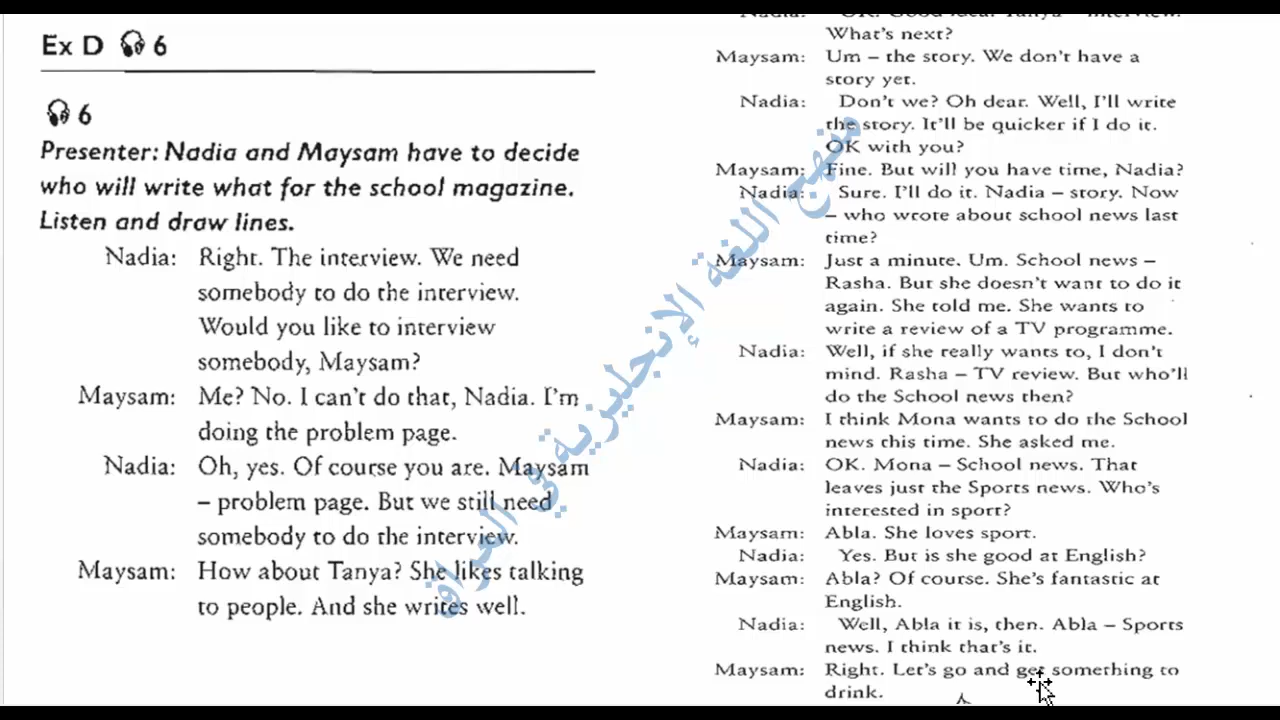 Ex D 6
6
Presenter: Nadia and Maysam have to decide
who will write what for the school magazine.
Listen and draw lines.
Nadia: Right. The interview. We need
somebody to do the interview.
Would you like to interview
somebody, Maysam?
Maysam: Me? No. I can't do that, Nadia. I'm
doing the problem page.
Nadia: Oh, yes. Of course you are. Maysam
– problem page. But we still need
somebody to do the interview.
Maysam: How about Tanya? She likes talking
to people. And she writes well.
Nadia: OK. Good idea. Tanya – interview.
What's next?
Maysam: Um – the story. We don't have a
story yet.
Nadia: Don't we? Oh dear. Well, I'll write
the story. It'll be quicker if I do it.
OK with you?
Maysam: Fine. But will you have time, Nadia?
Nadia: Sure. I'll do it. Nadia – story. Now
– who wrote about school news last
time?
Maysam: Just a minute. Um. School news –
Rasha. But she doesn't want to do it
again. She told me. She wants to
write a review of a TV programme.
Nadia: Well, if she really wants to, I don't
mind. Rasha – TV review. But who'll
do the School news then?
Maysam: I think Mona wants to do the School
news this time. She asked me.
Nadia: OK. Mona – School news. That
leaves just the Sports news. Who's
interested in sport?
Maysam: Abla. She loves sport.
Nadia: Yes. But is she good at English?
Maysam: Abla? Of course. She's fantastic at
English.
Nadia: Well, Abla it is, then. Abla – Sports
news. I think that's it.
Maysam: Right. Let's go and get something to
drink.
منهج اللغة الإنجليزية في العراق